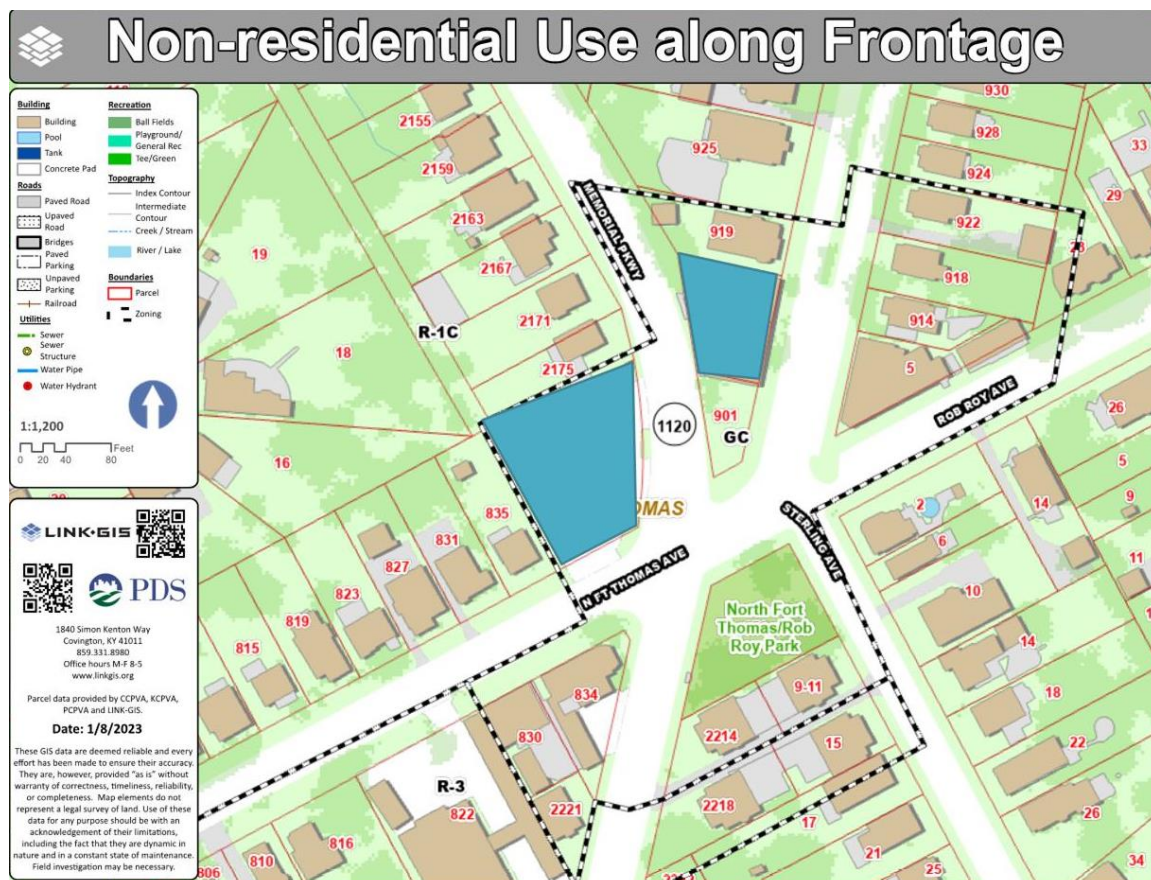 Non-residential Use along Frontage
Building
Building
Pool
Tank
Concrete Pad
Roads
Paved Road
Upaved
Road
Bridges
Paved
Parking
Unpaved
Parking
Railroad
Utilities
Sewer
Sewer
Structure
Water Pipe
Water Hydrant
Recreation
Ball Fields
Playground/
General Rec
Tee/Green
Topography
Index Contour
Intermediate
Contour
Creek / Stream
River / Lake
Boundaries
Parcel
Zoning
1:1,200
Feet
0 20 40 80
LINK-GIS
PDS
1840 Simon Kenton Way
Covington, KY 41011
859.331.8980
Office hours M-F 8-5
www.linkgis.org
Parcel data provided by CCPVA, KCPVA,
PCPVA and LINK-GIS.
Date: 1/8/2023
These GIS data are deemed reliable and every
effort has been made to ensure their accuracy.
They are, however, provided "as is" without
warranty of correctness, timeliness, reliability,
or completeness. Map elements do not
represent a legal survey of land. Use of these
data for any purpose should be with an
acknowledgement of their limitations,
including the fact that they are dynamic in
nature and in a constant state of maintenance.
Field investigation may be necessary.
930
2155
928
925
33
2159
924
29
2163
922
919
19
2167
918
2171
914
R-1C
18
2175
5
MEMORIAL PKWY
1120
901
GC
ROB ROY AVE
26
16
5
835
OMAS
2
14
9
831
6
STERLING AVE
827
11
N FT THOMAS AVE
823
10
819
North Fort
Thomas/Rob
Roy Park
815
14
834
9-11
18
830
2214
15
22
R-3
822
2221
2218
26
17
816
21
810
806
25
34